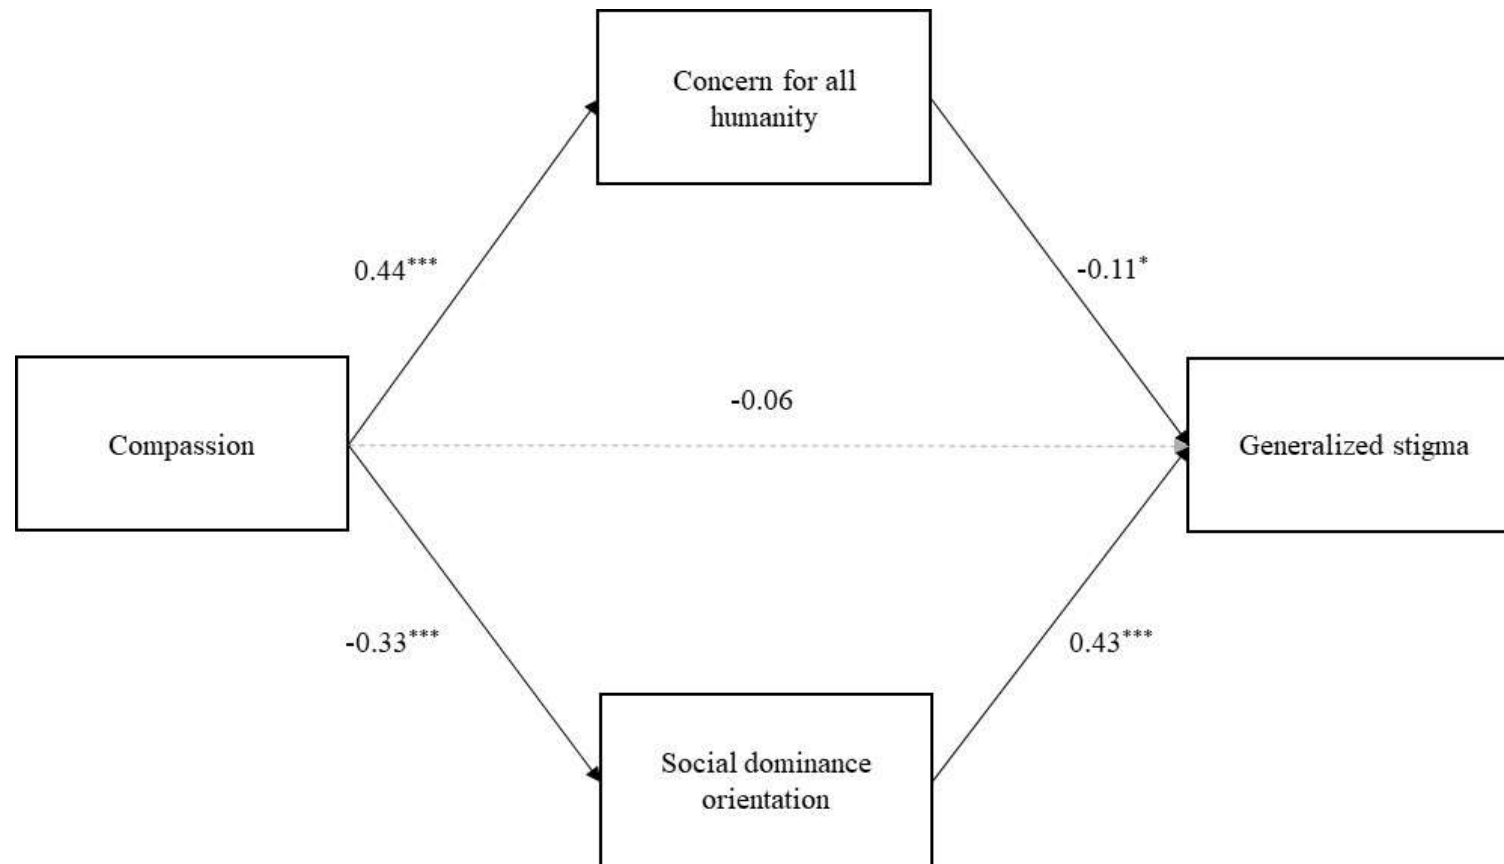 Concern for all
humanity
0.44***
-0.11*
-0.06
Compassion
Generalized stigma
-0.33***
0.43***
Social dominance
orientation